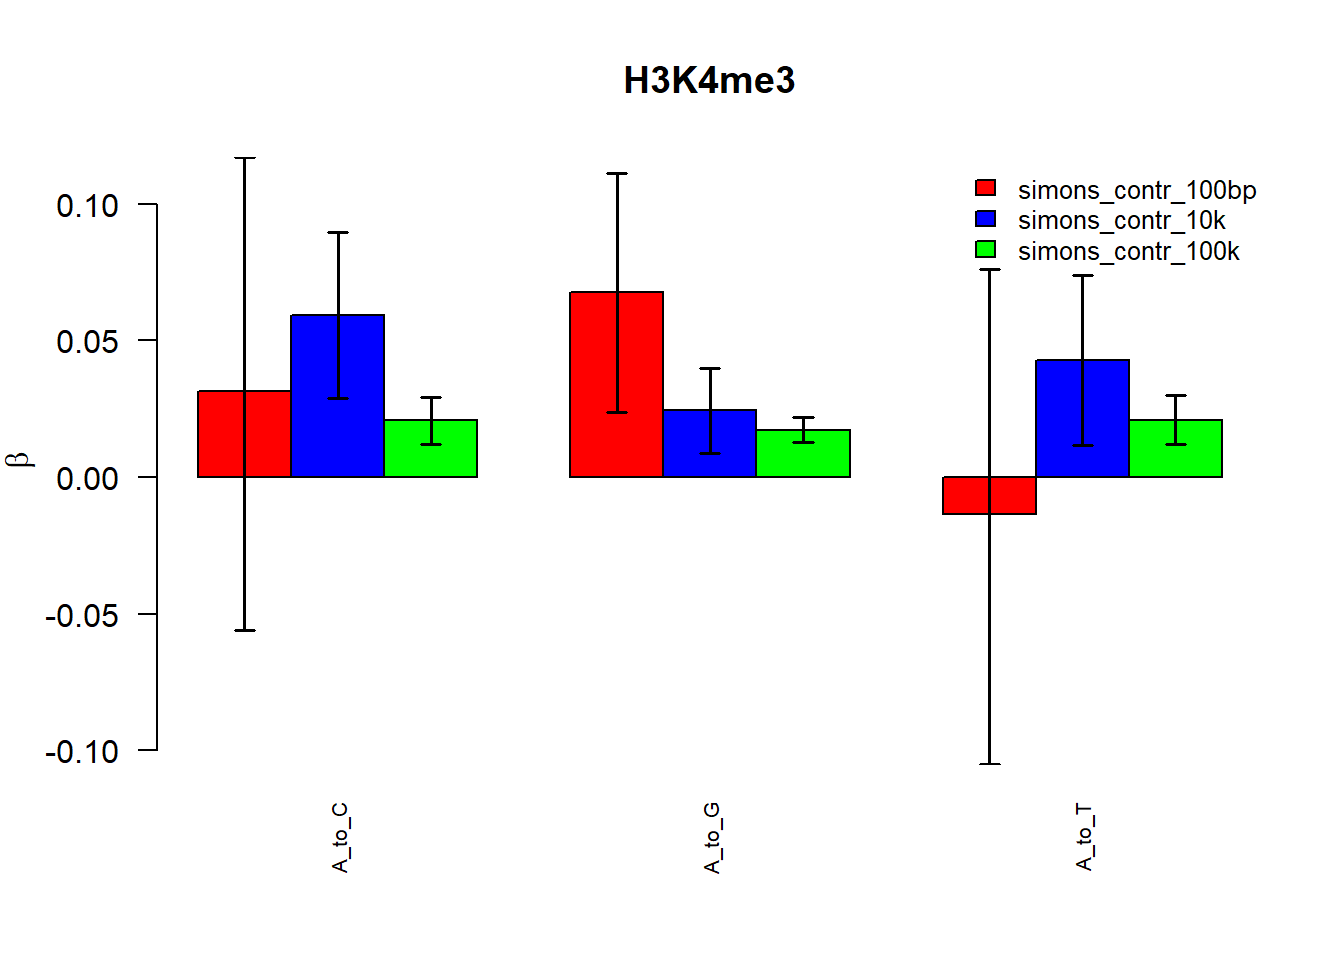 H3K4me3
simons_contr_100bp
simons_contr_10k
simons_contr_100k
0.10
0.05
0.00
-0.05
-0.10
β
A_to_C
A_to_G
A_to_T